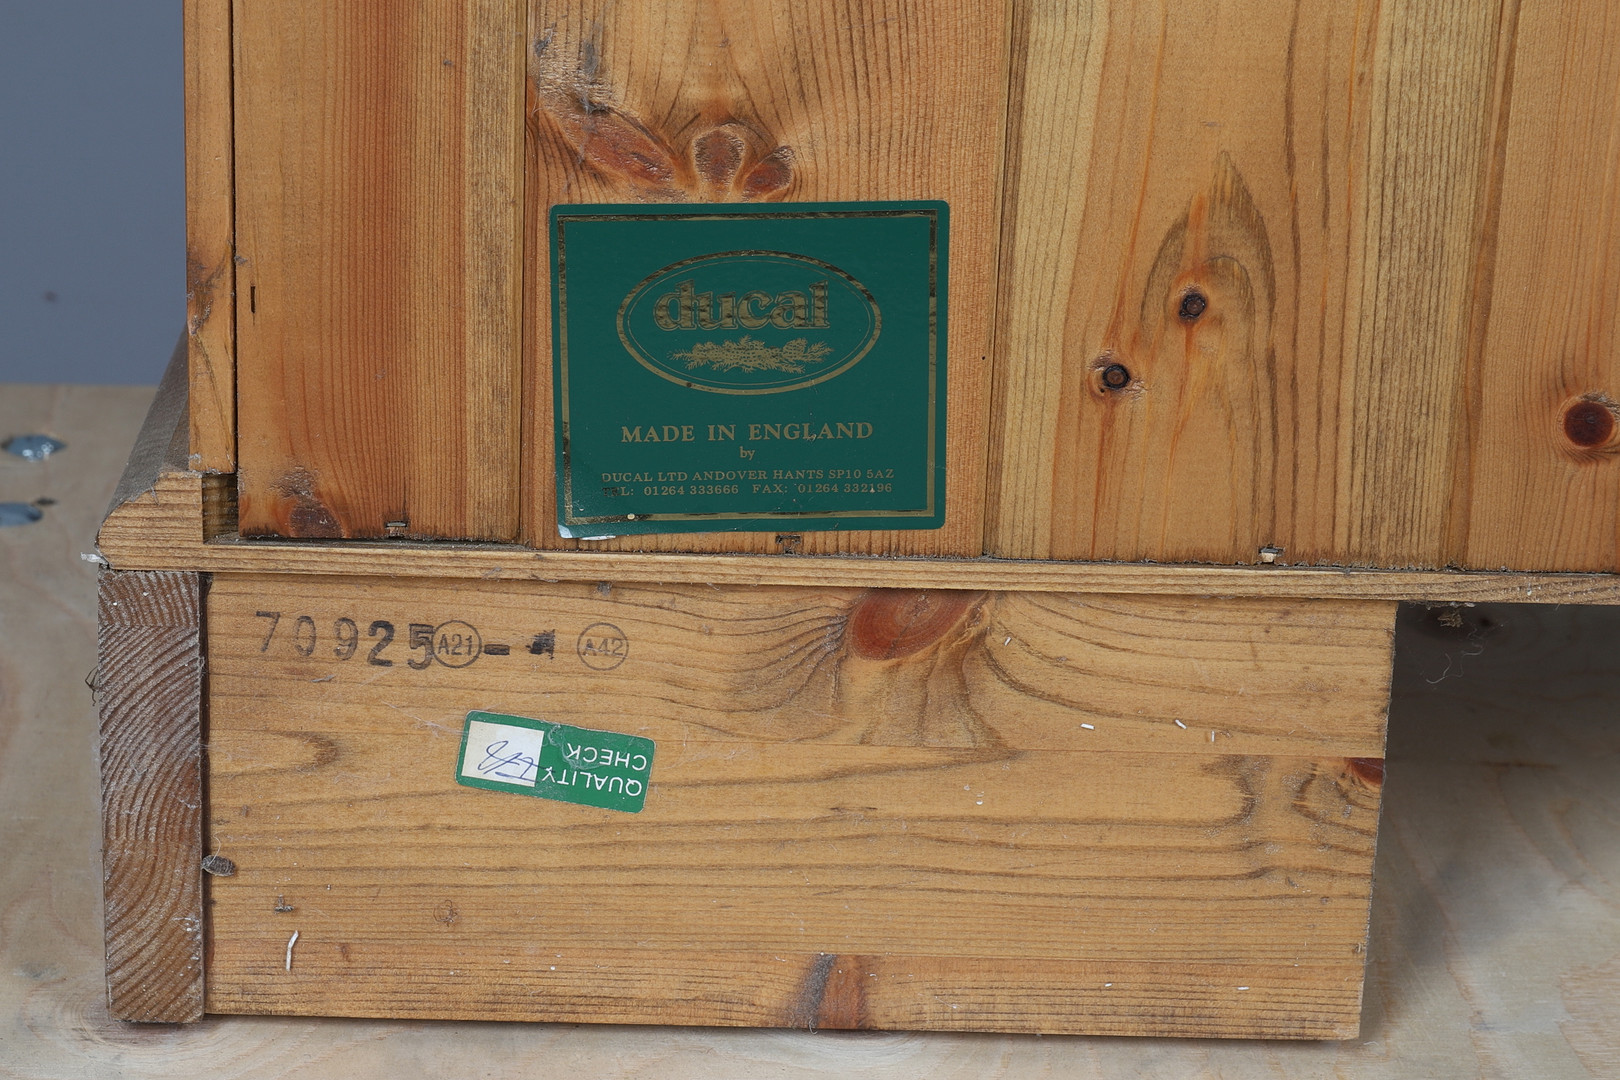 ducal
MADE IN ENGLAND
by
DUCAL LTD ANDOVER HANTS SP10 5AZ
TEL: 01264 333666 FAX: 01264 332196
70925 A21 - A42
QUALITY
CHECK